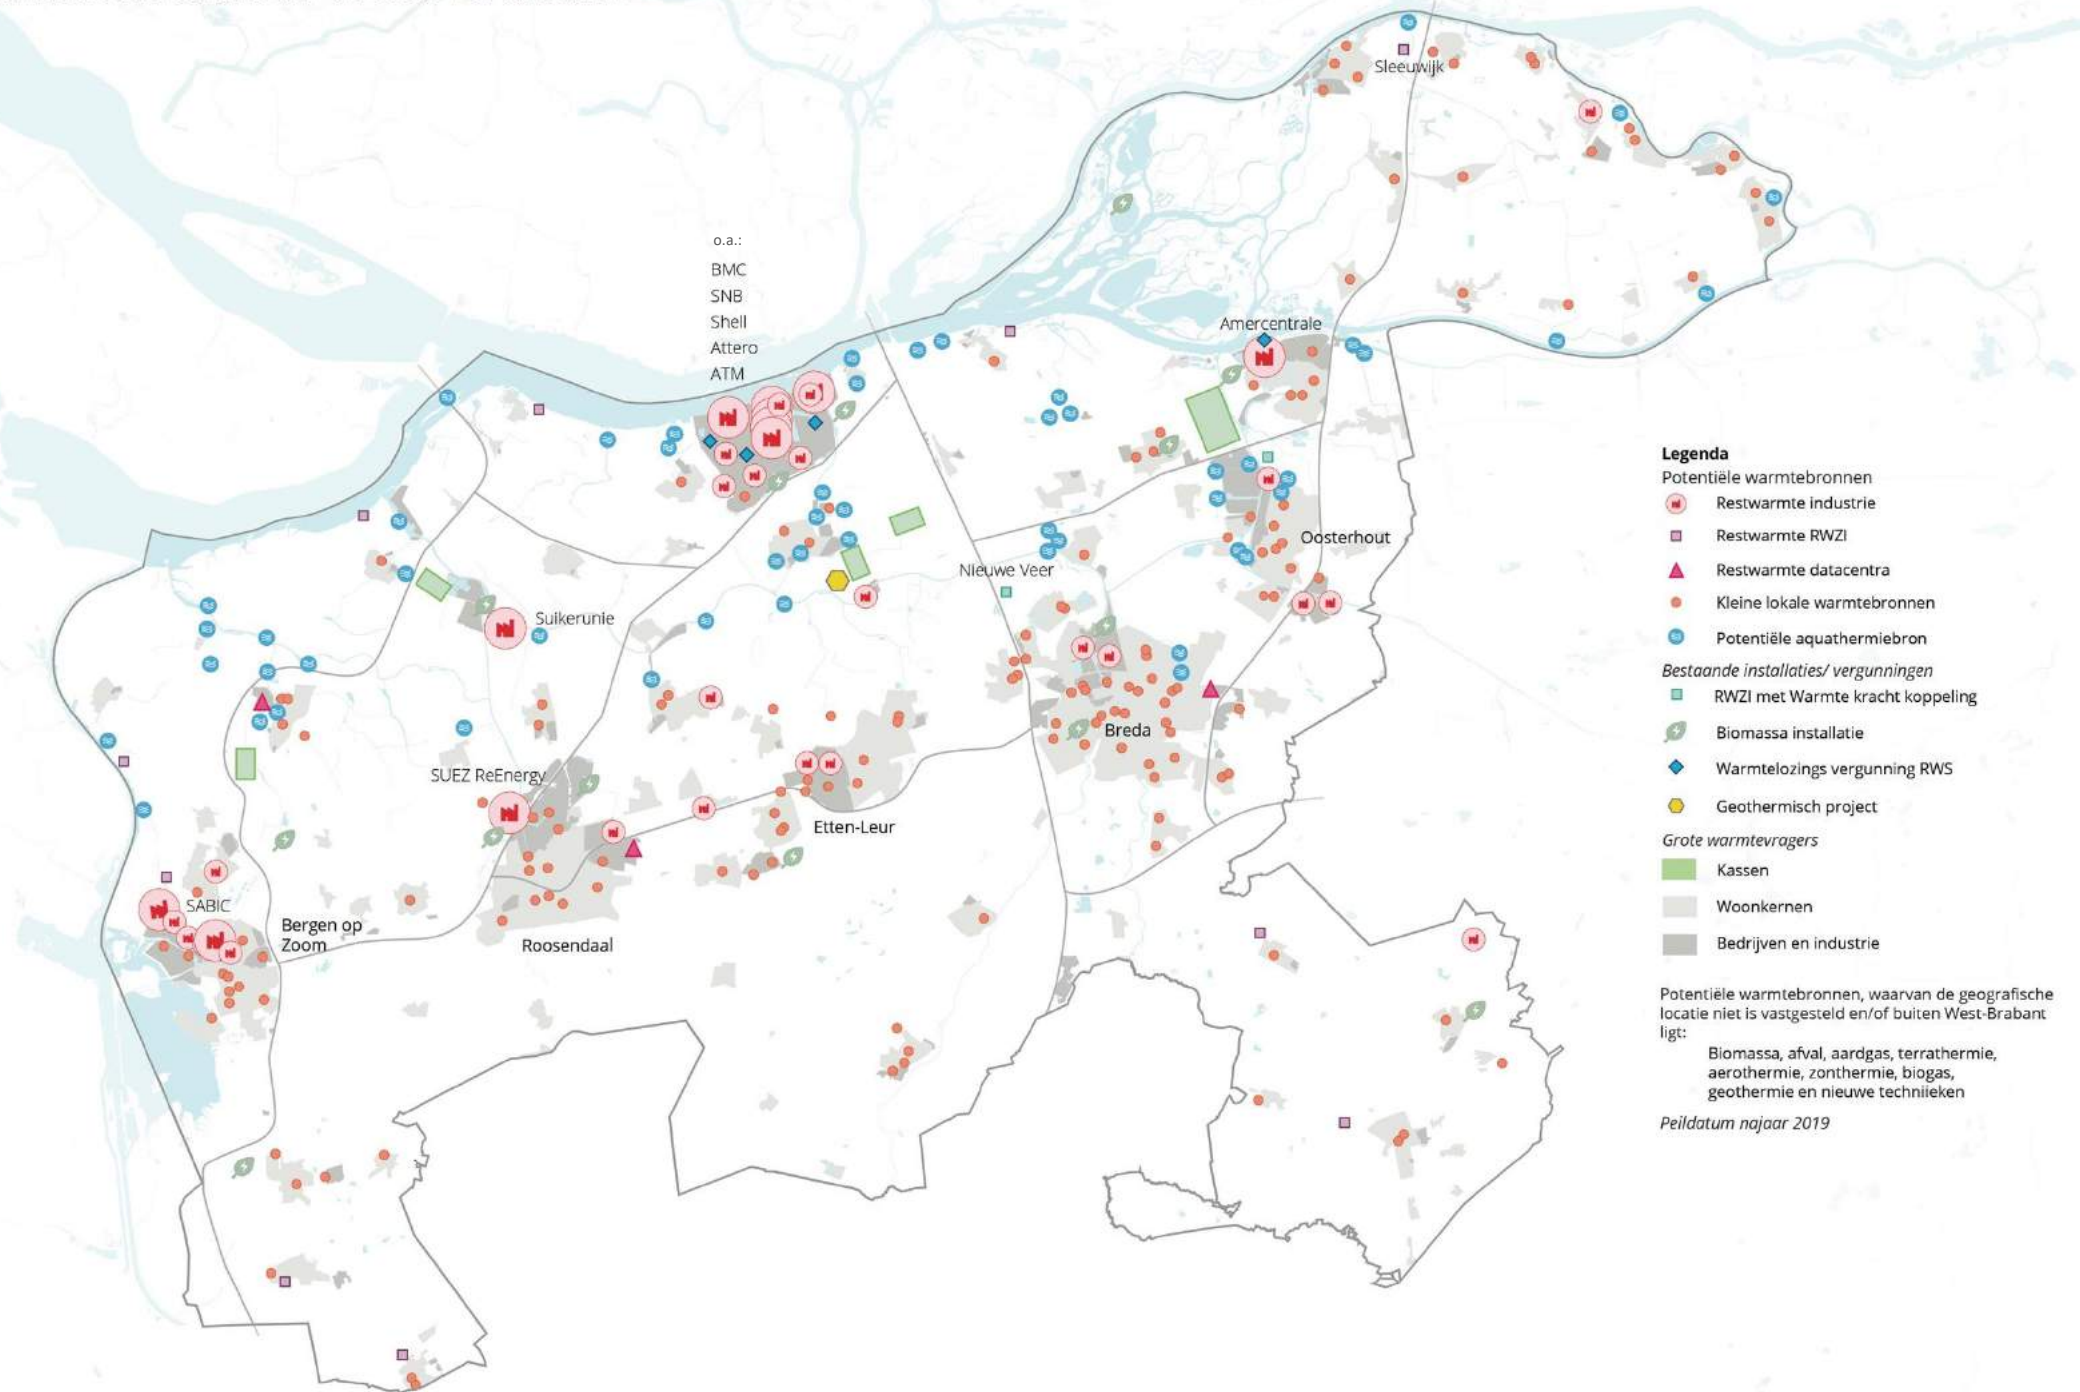 Sleeuwijk
o.a.:
BMC
SNB
Shell
Attero
ATM
Amercentrale
Oosterhout
Nieuwe Veer
Suikerunie
Breda
SUEZ ReEnergy
Etten-Leur
SABIC
Bergen op
Zoom
Roosendaal
Legenda
Potentiële warmtebronnen
Restwarmte industrie
Restwarmte RWZI
Restwarmte datacentra
Kleine lokale warmtebronnen
Potentiële aquathermiebron
Bestaande installaties/ vergunningen
RWZI met Warmte kracht koppeling
Biomassa installatie
Warmtelozings vergunning RWS
Geothermisch project
Grote warmtevragers
Kassen
Woonkernen
Bedrijven en industrie
Potentiële warmtebronnen, waarvan de geografische
locatie niet is vastgesteld en/of buiten West-Brabant
ligt:
Biomassa, afval, aardgas, terrathermie,
aerothermie, zonthermie, biogas,
geothermie en nieuwe techniieken
Peildatum najaar 2019